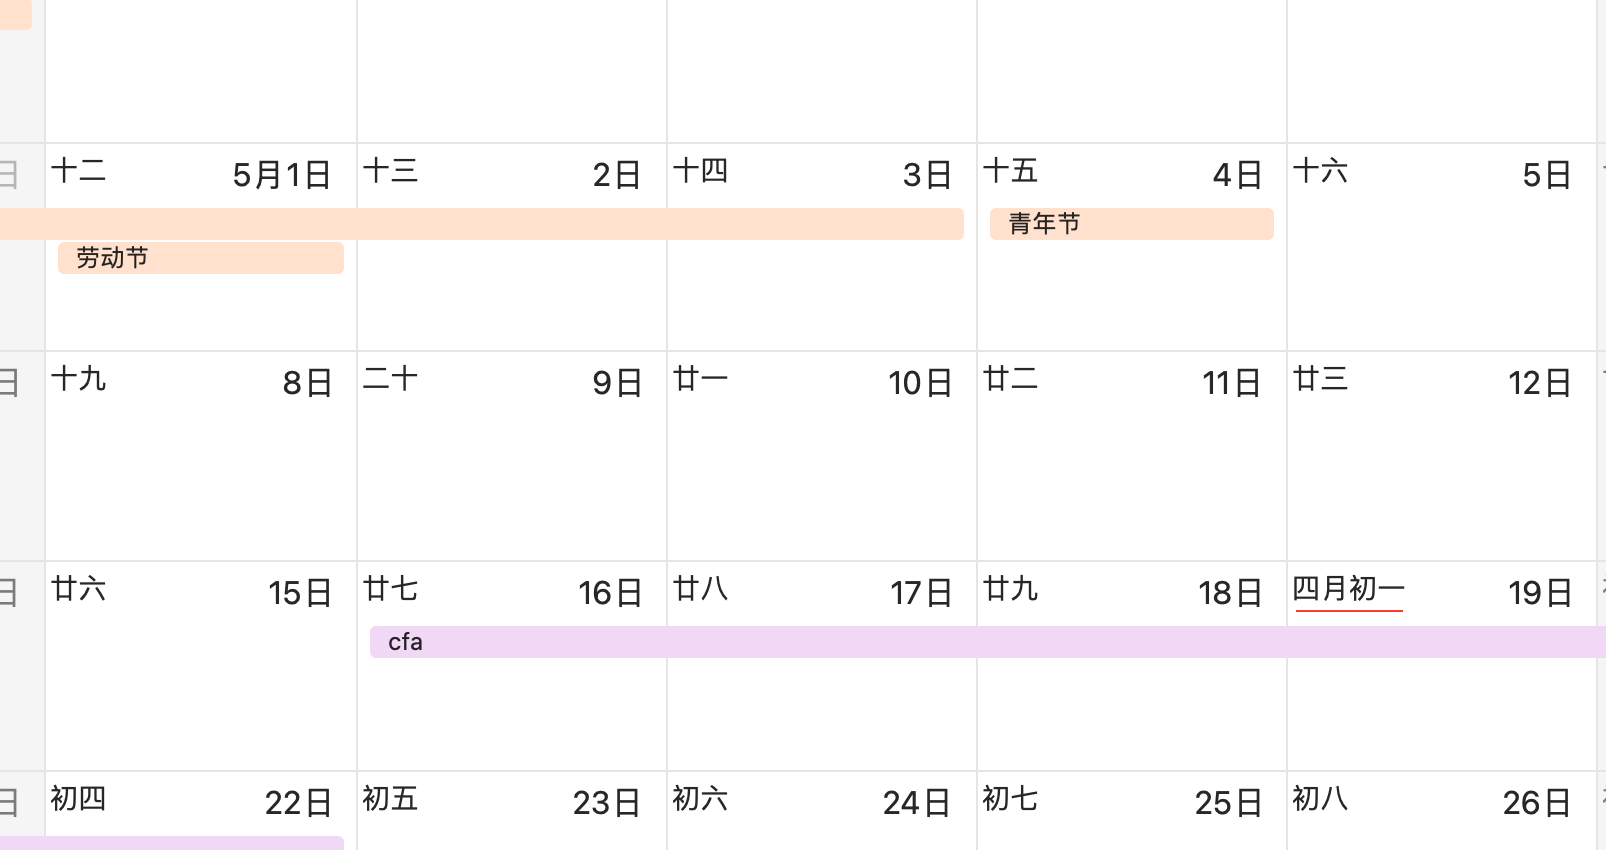 日 十二 5月1日 十三 2日 十四 3日 十五 4日 十六 5日
青年节
劳动节
日 十九 8日 二十 9日 廿一 10日 廿二 11日 廿三 12日
日 廿六 15日 廿七 16日 廿八 17日 廿九 18日 四月初一 19日
cfa
日 初四 22日 初五 23日 初六 24日 初七 25日 初八 26日